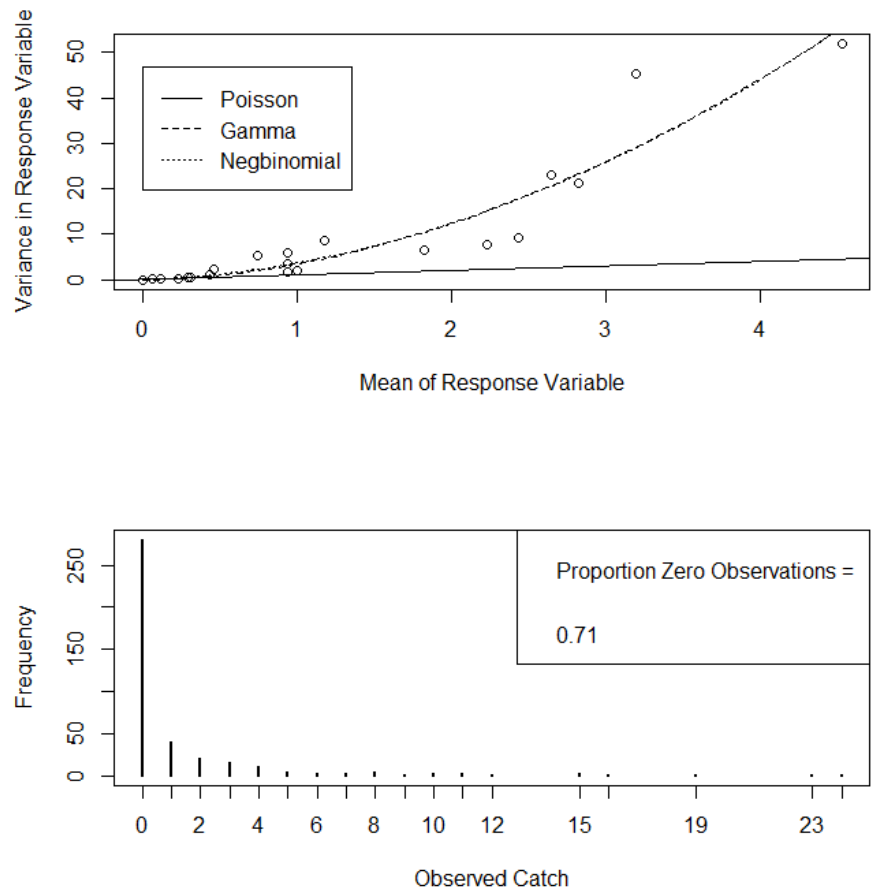 Variance in Response Variable
50
40
30
20
10
0
Poisson
Gamma
Negbinomial
0 1 2 3 4
Mean of Response Variable
Frequency
250
150
50
0
Proportion Zero Observations =
0.71
0 2 4 6 8 10 12 15 19 23
Observed Catch